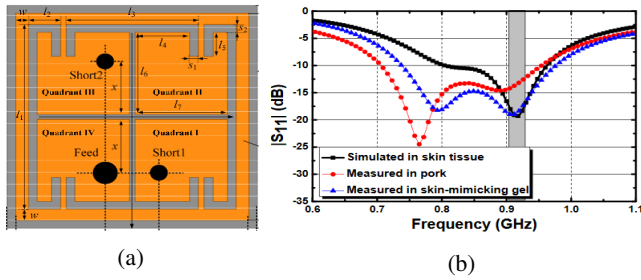 w
l2
l3
s2
l4
l5
s1
Short2
l6
x
Quadrant III
Quadrant II
l7
l1
Quadrant IV
Quadrant I
x
Feed
Short1
w
(a)
0
-5
-10
-15
-20
-25
-30
-35
|S11| (dB)
Simulated in skin tissue
Measured in pork
Measured in skin-mimicking gel
0.6 0.7 0.8 0.9 1.0 1.1
Frequency (GHz)
(b)